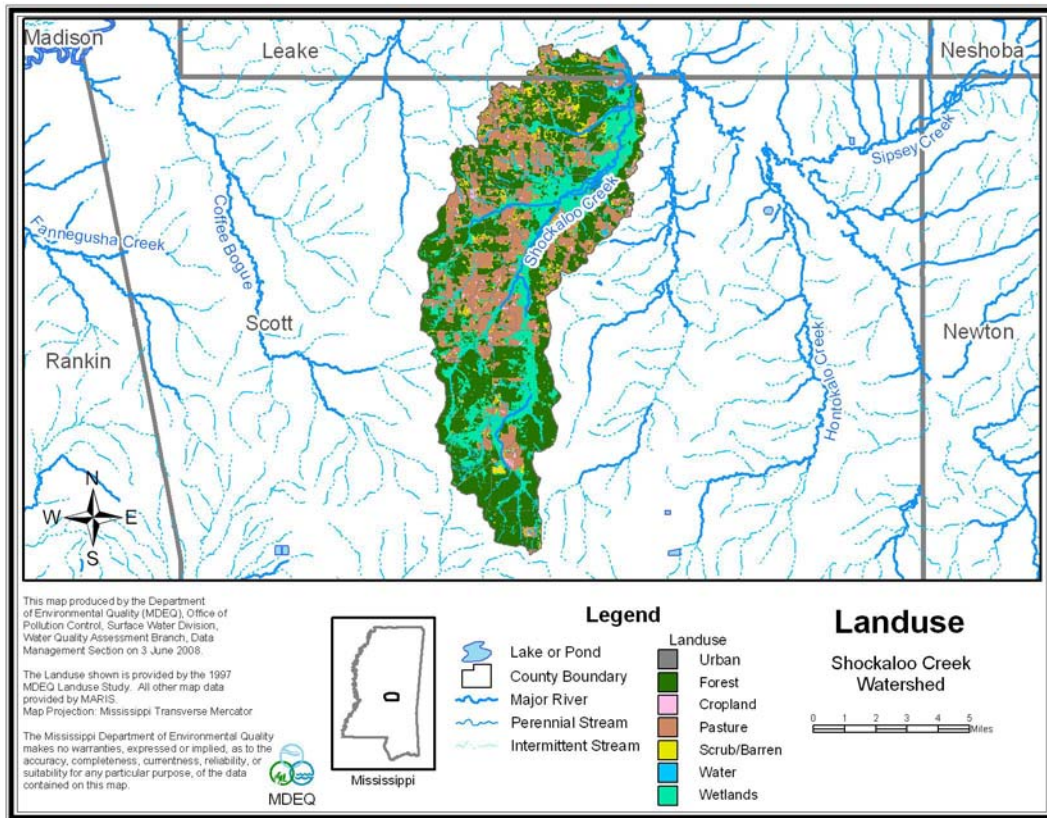 Madison
Leake
Neshoba
Sipsey Creek
Shockaloo Creek
Coffee Bogue
Fannegusha Creek
Scott
Rankin
Newton
Hontokalo Creek
N
W E
S
This map produced by the Department
of Environmental Quality (MDEQ), Office of
Pollution Control, Surface Water Division,
Water Quality Assessment Branch, Data
Management Section on 3 June 2008.
The Landuse shown is provided by the 1997
MDEQ Landuse Study. All other map data
provided by MARIS.
Map Projection: Mississippi Transverse Mercator
The Mississippi Department of Environmental Quality
makes no warranties, expressed or implied, as to the
accuracy, completeness, currentness, reliability, or
suitability for any particular purpose, of the data
contained on this map.
MDEQ
Mississippi
Legend
Lake or Pond
County Boundary
Major River
Perennial Stream
Intermittent Stream
Landuse
Urban
Forest
Cropland
Pasture
Scrub/Barren
Water
Wetlands
Landuse
Shockaloo Creek
Watershed
0 1 2 3 4 5
Miles